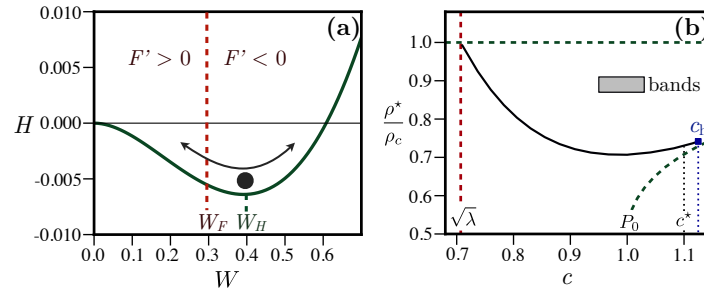 (a)
0.010
0.005
0.000
-0.005
-0.010
H
F' > 0
F' < 0
W_F
W_H
0.0
0.1
0.2
0.3
0.4
0.5
0.6
W
(b)
1.0
0.9
0.8
0.7
0.6
0.5
ρ⋆
ρc
bands
√λ
P₀
c⋆
0.7
0.8
0.9
1.0
1.1
c